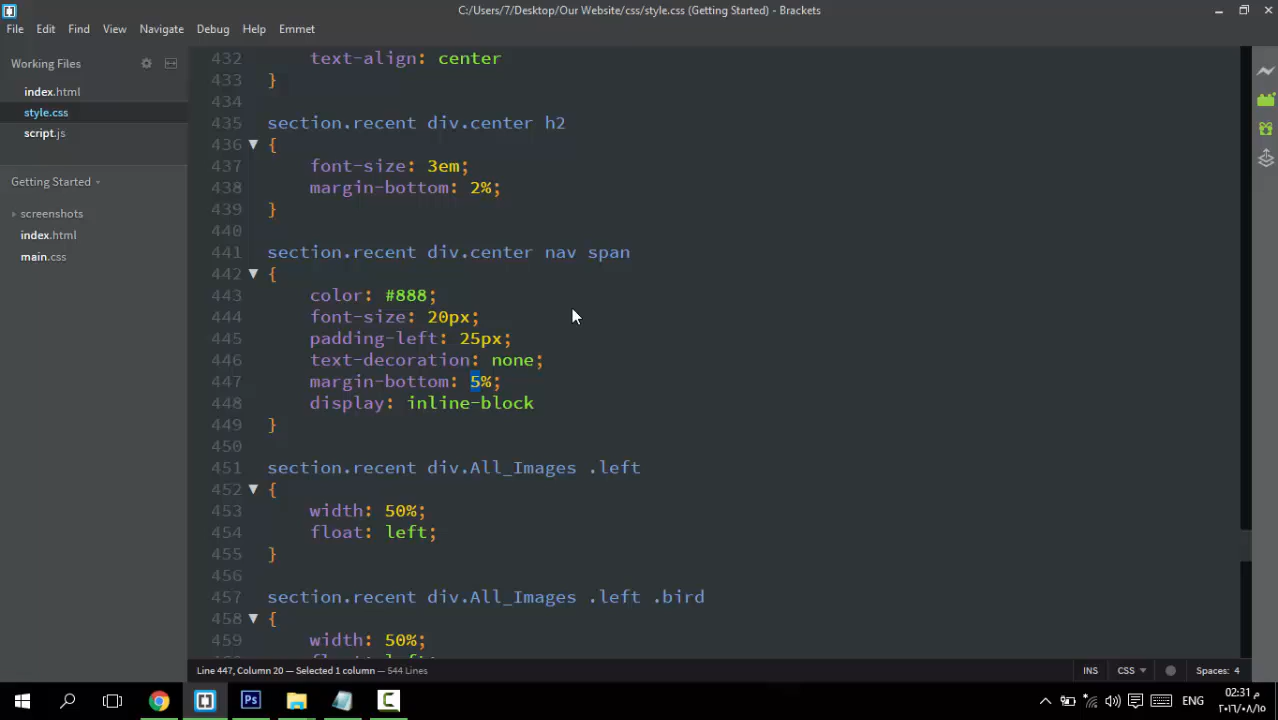 C:/Users/7/Desktop/Our Website/css/style.css (Getting Started) - Brackets
File Edit Find View Navigate Debug Help Emmet
Working Files
index.html
style.css
script.js
Getting Started
screenshots
index.html
main.css
432 text-align: center
433 }
434
435 section.recent div.center h2
436 {
437 font-size: 3em;
438 margin-bottom: 2%;
439 }
440
441 section.recent div.center nav span
442 {
443 color: #888;
444 font-size: 20px;
445 padding-left: 25px;
446 text-decoration: none;
447 margin-bottom: 5%;
448 display: inline-block
449 }
450
451 section.recent div.All_Images .left
452 {
453 width: 50%;
454 float: left;
455 }
456
457 section.recent div.All_Images .left .bird
458 {
459 width: 50%;
Line 447, Column 20 — Selected 1 column — 544 Lines
INS CSS Spaces: 4
Ps
ENG
02:31 م
٢٠١٦/٠٨/١٥